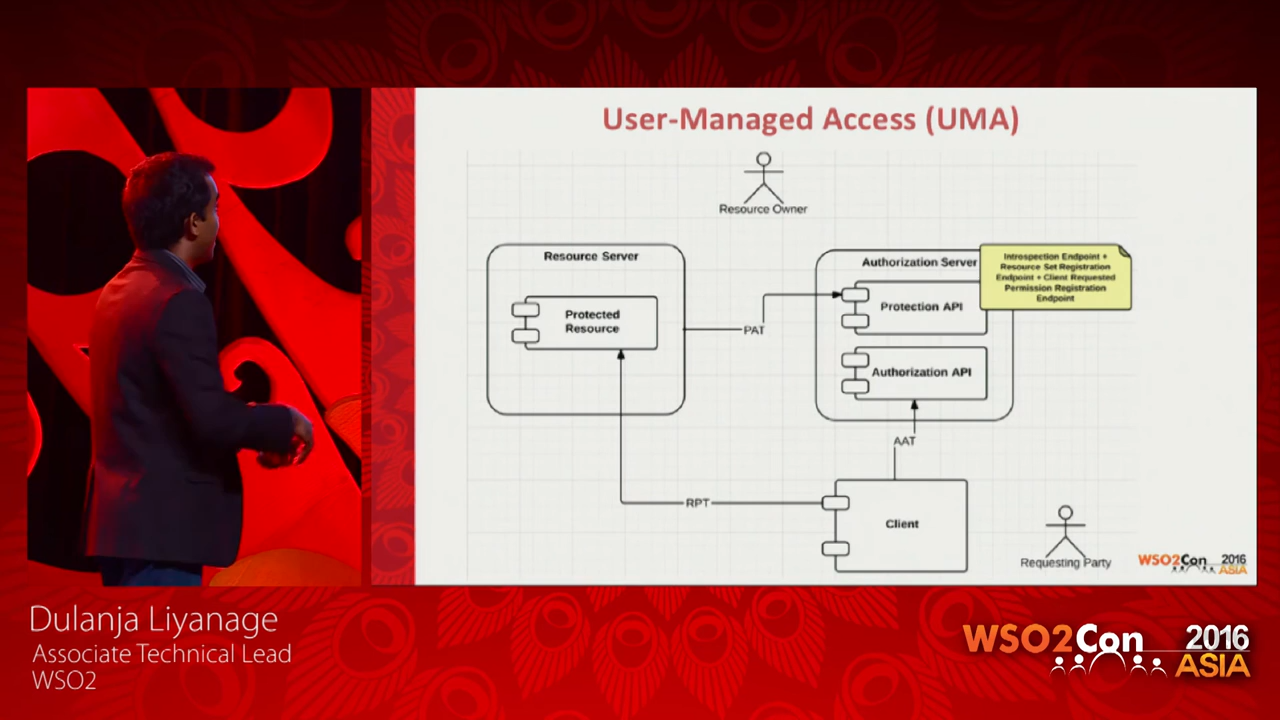 User-Managed Access (UMA)
Resource Owner
Resource Server
Protected
Resource
PAT
Authorization Server
Introspection Endpoint +
Resource Set Registration
Endpoint + Client Requested
Permission Registration
Endpoint
Protection API
Authorization API
AAT
RPT
Client
Requesting Party
WSO2Con 2016
ASIA
Dulanja Liyanage
Associate Technical Lead
WSO2
WSO2Con 2016
ASIA